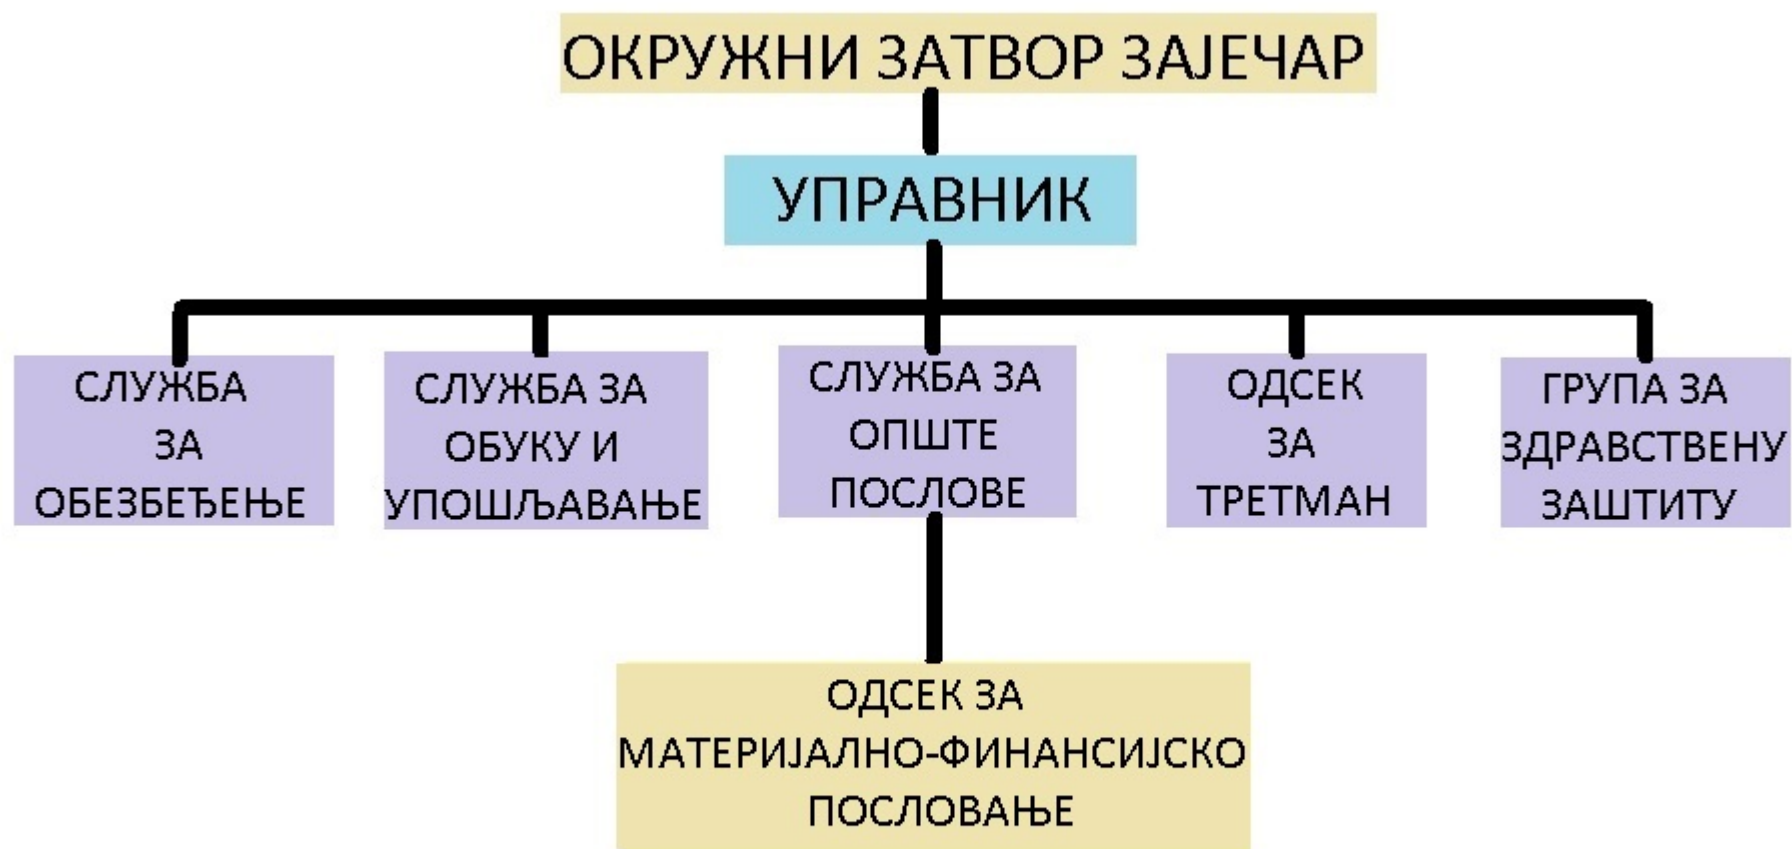 ОКРУЖНИ ЗАТВОР ЗАЈЕЧАР
УПРАВНИК
СЛУЖБА
ЗА
ОБЕЗБЕЂЕЊЕ
СЛУЖБА ЗА
ОБУКУ И
УПОШЉАВАЊЕ
СЛУЖБА ЗА
ОПШТЕ
ПОСЛОВЕ
ОДСЕК
ЗА
ТРЕТМАН
ГРУПА ЗА
ЗДРАВСТВЕНУ
ЗАШТИТУ
ОДСЕК ЗА
МАТЕРИЈАЛНО-ФИНАНСИЈСКО
ПОСЛОВАЊЕ